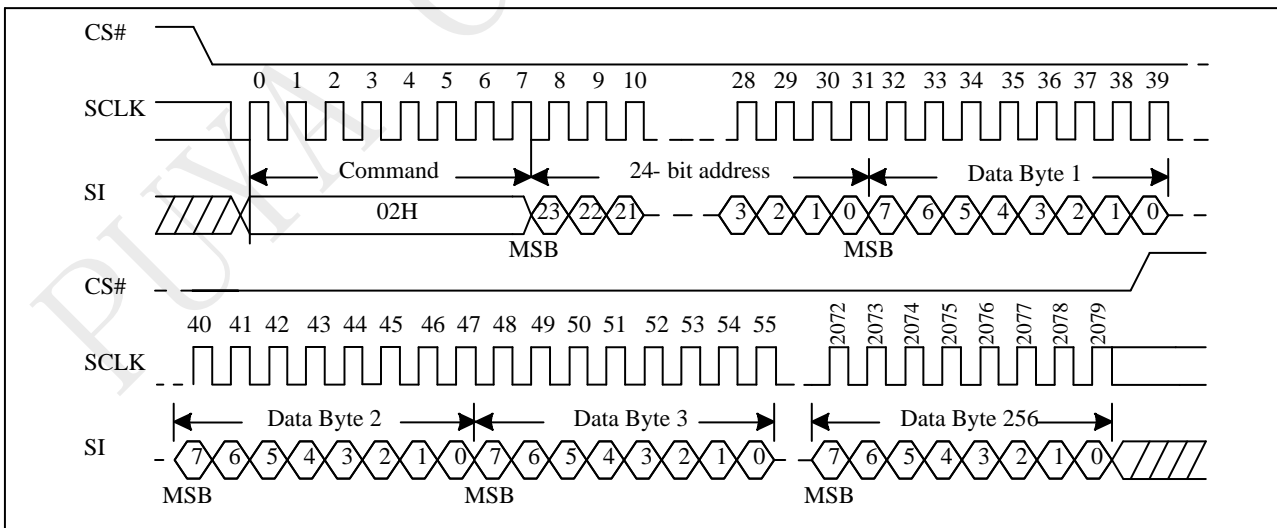 PUYA
CS#
0 1 2 3 4 5 6 7 8 9 10 28 29 30 31 32 33 34 35 36 37 38 39
SCLK
Command 24- bit address Data Byte 1
SI
02H 23 22 21 3 2 1 0 7 6 5 4 3 2 1 0
MSB MSB
CS#
40 41 42 43 44 45 46 47 48 49 50 51 52 53 54 55 2072 2073 2074 2075 2076 2077 2078 2079
SCLK
Data Byte 2 Data Byte 3 Data Byte 256
SI
7 6 5 4 3 2 1 0 7 6 5 4 3 2 1 0 7 6 5 4 3 2 1 0
MSB MSB MSB